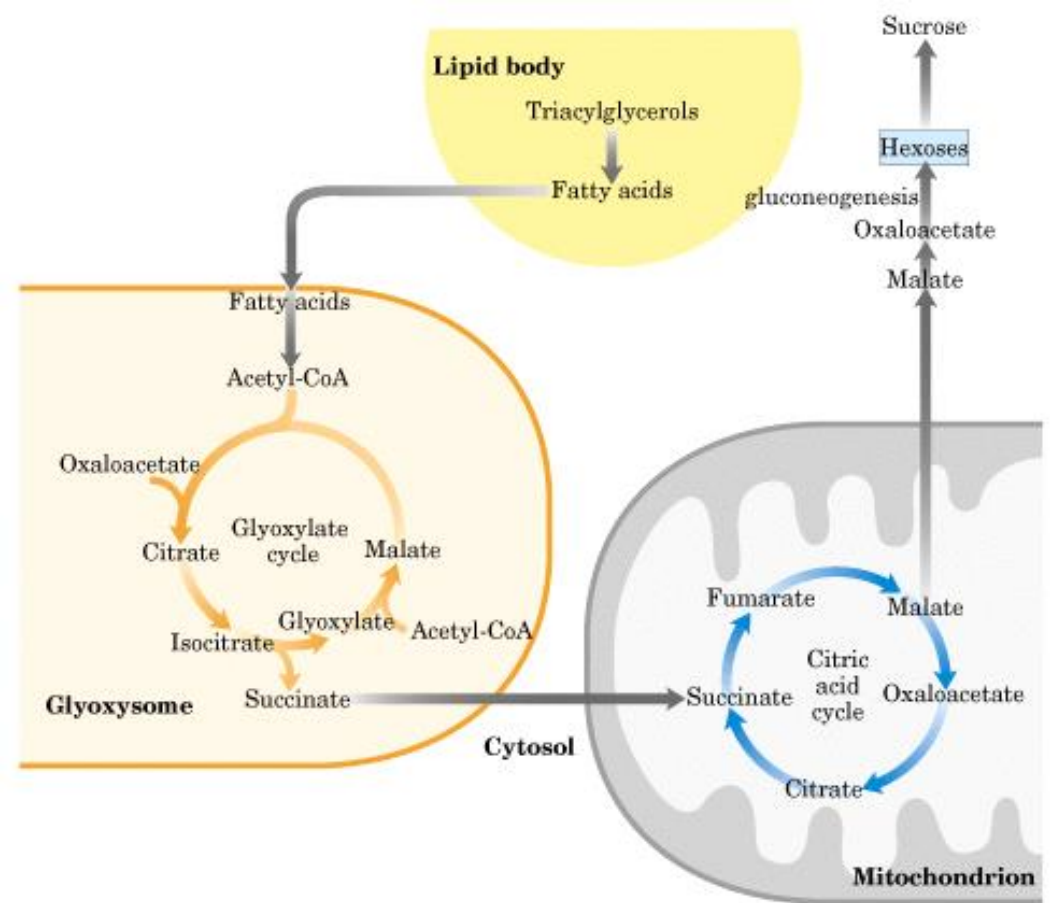 Sucrose
Lipid body
Triacylglycerols
Hexoses
Fatty acids
gluconeogenesis
Oxaloacetate
Malate
Fatty acids
Acetyl-CoA
Oxaloacetate
Glyoxylate
cycle
Citrate
Malate
Glyoxylate
Acetyl-CoA
Isocitrate
Succinate
Glyoxysome
Cytosol
Fumarate
Malate
Citric
acid
cycle
Succinate
Oxaloacetate
Citrate
Mitochondrion